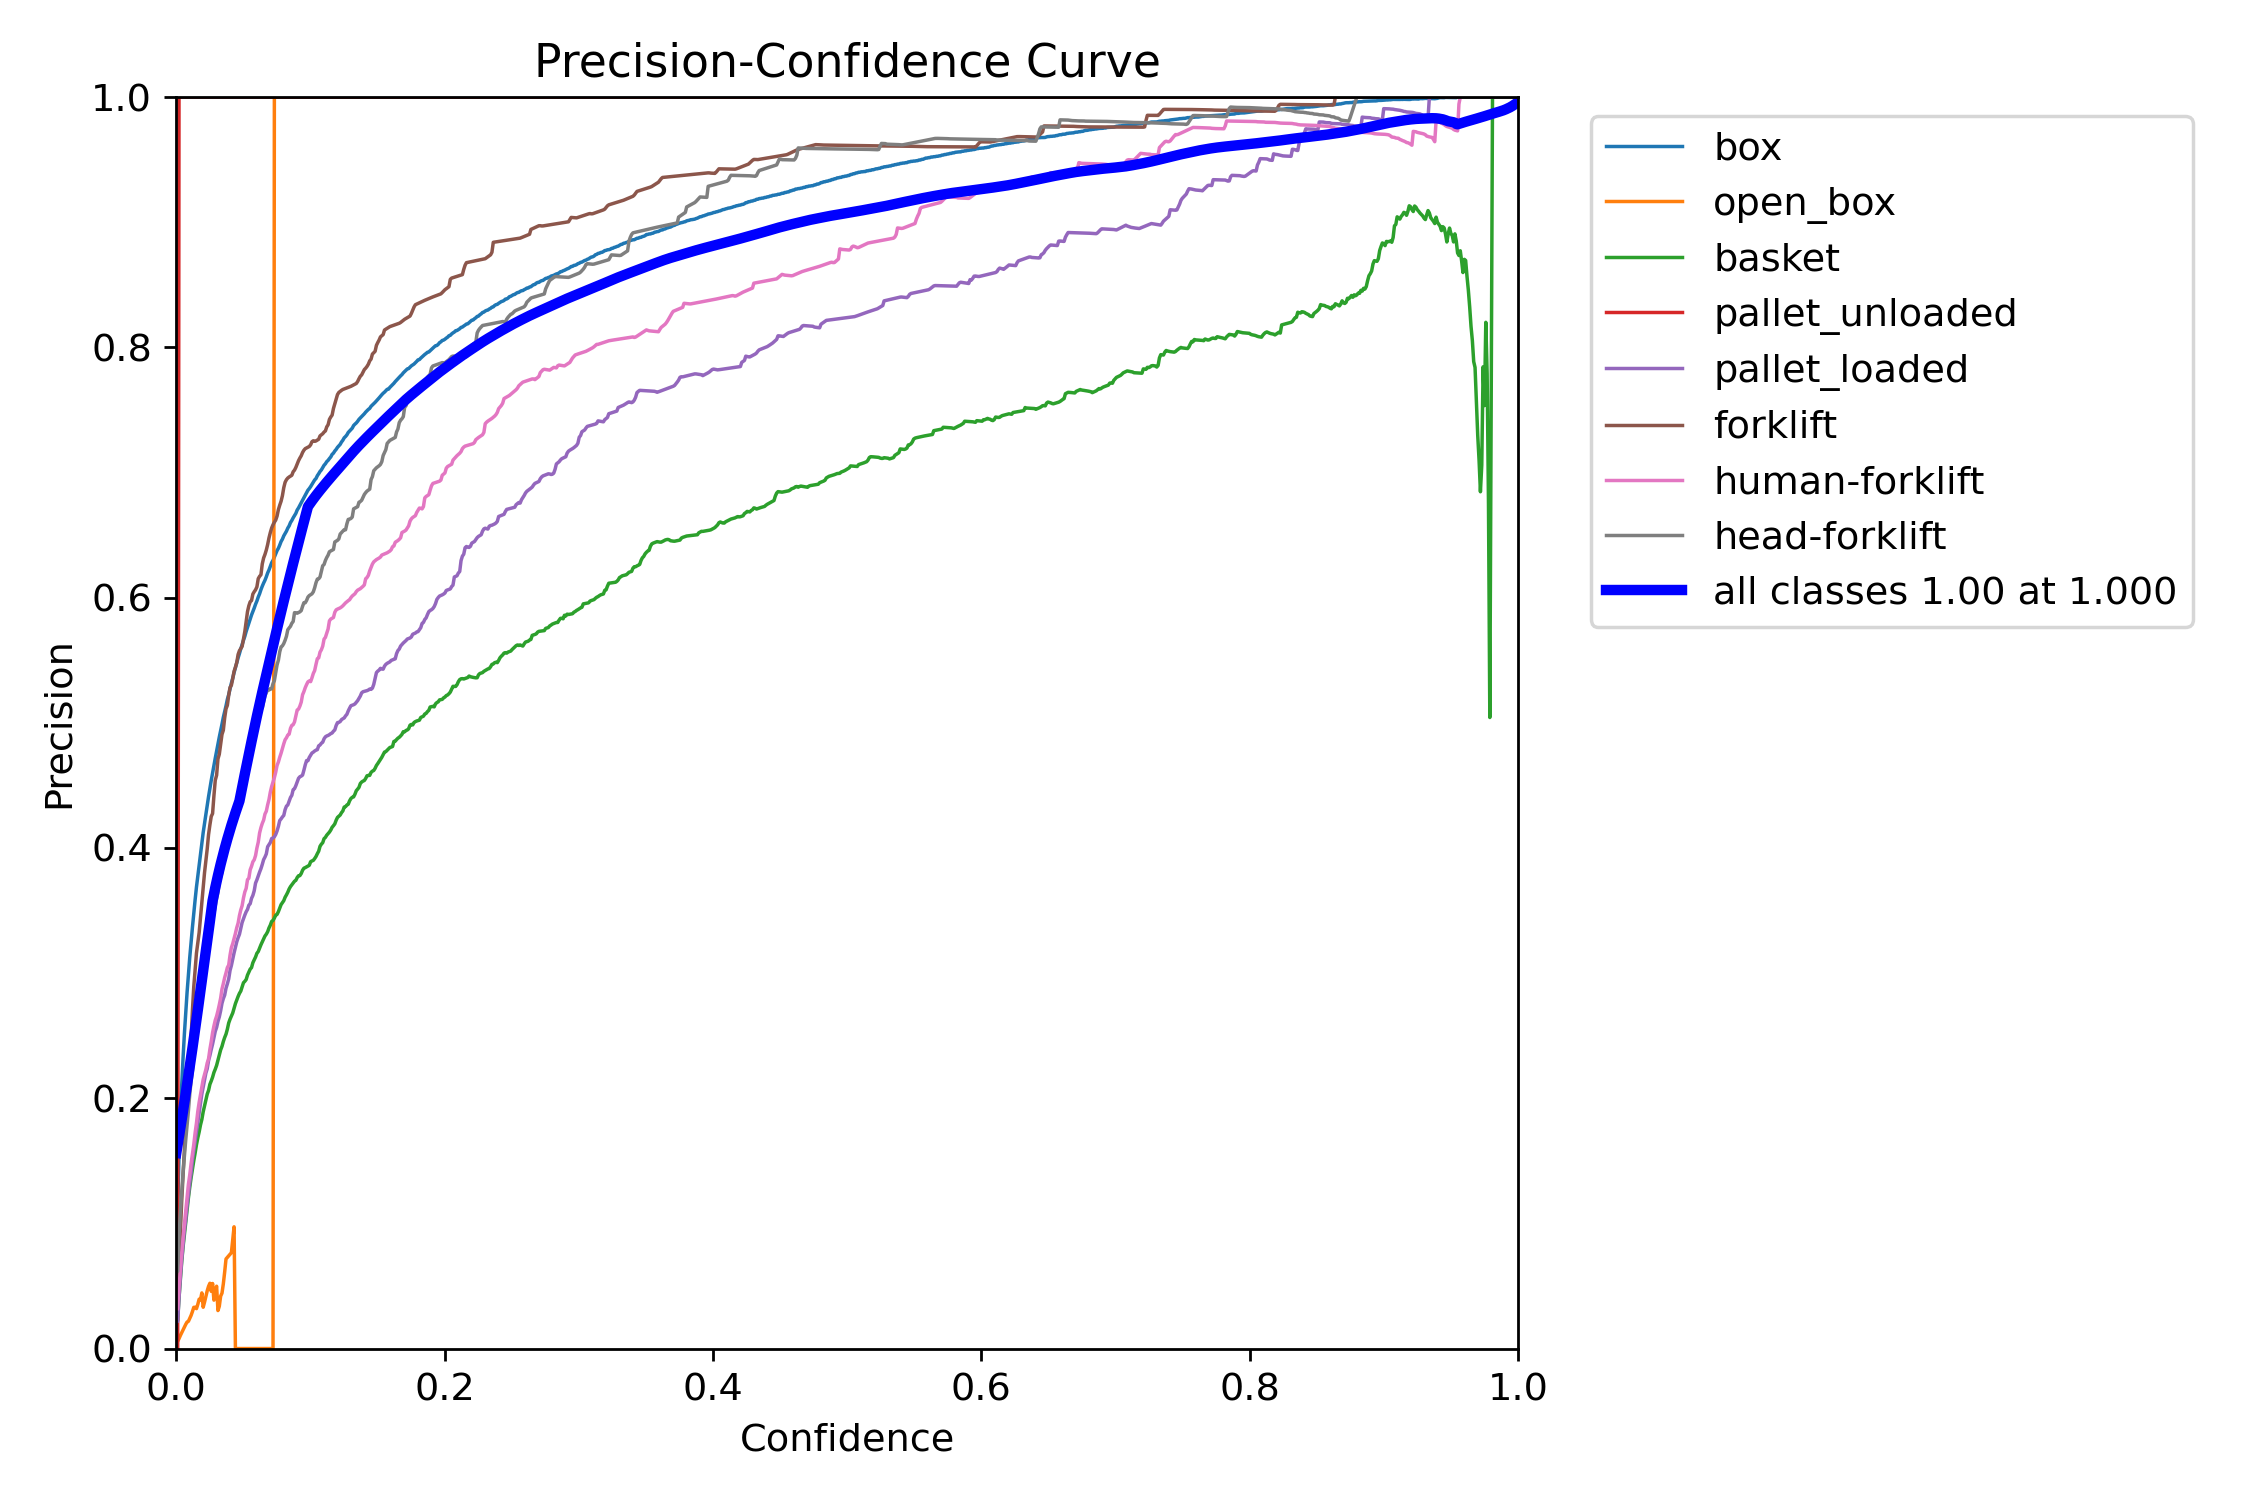 Precision-Confidence Curve
1.0
0.8
0.6
0.4
0.2
0.0
Precision
0.0 0.2 0.4 0.6 0.8 1.0
Confidence
box
open_box
basket
pallet_unloaded
pallet_loaded
forklift
human-forklift
head-forklift
all classes 1.00 at 1.000